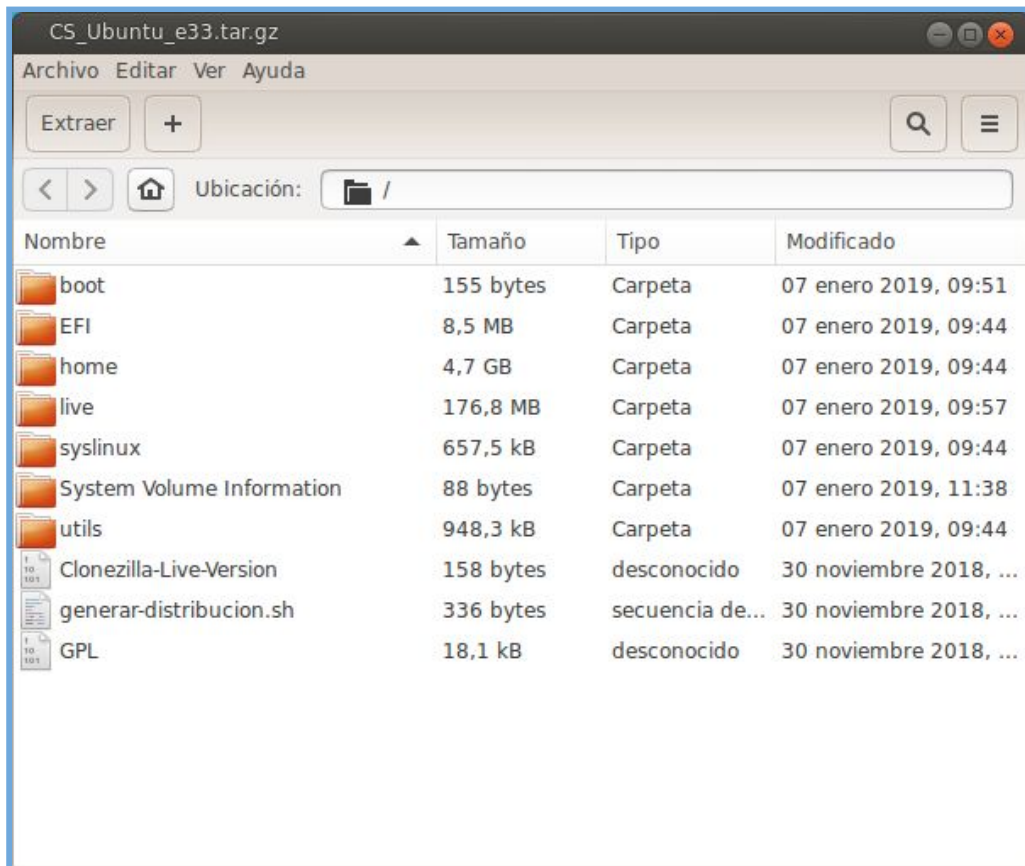 CS_Ubuntu_e33.tar.gz
Archivo Editar Ver Ayuda
Extraer +
Ubicación: /
Nombre Tamaño Tipo Modificado
boot 155 bytes Carpeta 07 enero 2019, 09:51
EFI 8,5 MB Carpeta 07 enero 2019, 09:44
home 4,7 GB Carpeta 07 enero 2019, 09:44
live 176,8 MB Carpeta 07 enero 2019, 09:57
syslinux 657,5 kB Carpeta 07 enero 2019, 09:44
System Volume Information 88 bytes Carpeta 07 enero 2019, 11:38
utils 948,3 kB Carpeta 07 enero 2019, 09:44
Clonezilla-Live-Version 158 bytes desconocido 30 noviembre 2018, ...
generar-distribucion.sh 336 bytes secuencia de... 30 noviembre 2018, ...
GPL 18,1 kB desconocido 30 noviembre 2018, ...